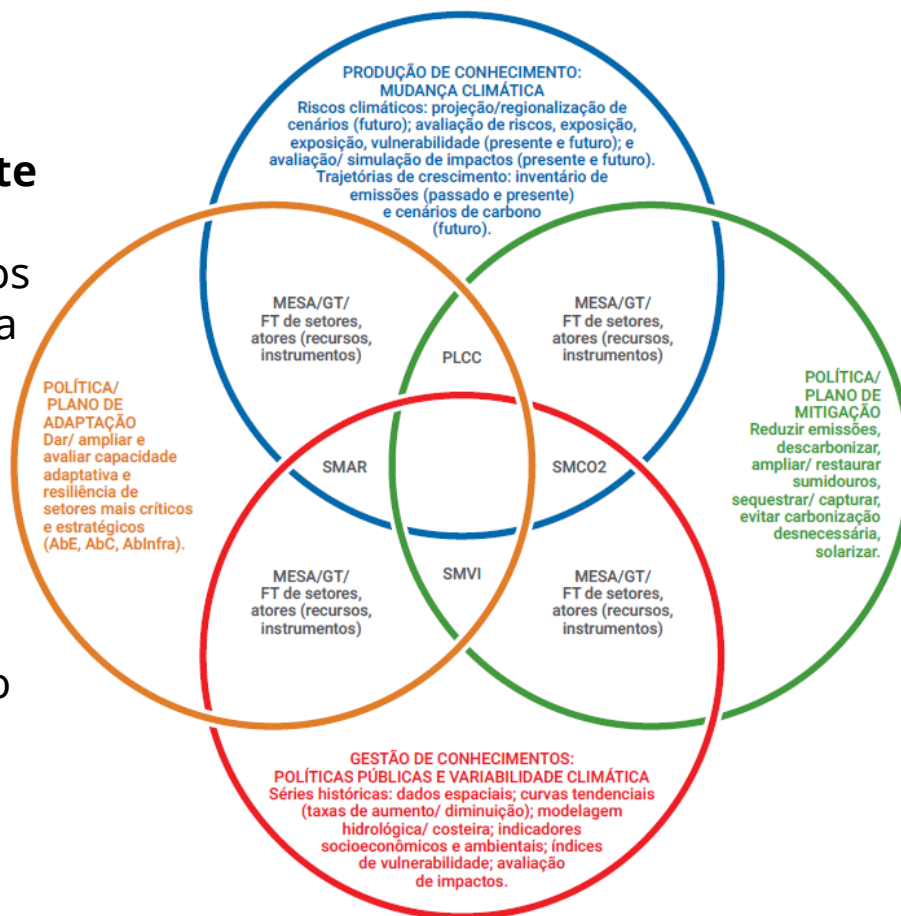 te
os
a
o
PRODUÇÃO DE CONHECIMENTO:
MUDANÇA CLIMÁTICA
Riscos climáticos: projeção/regionalização de
cenários (futuro); avaliação de riscos, exposição,
exposição, vulnerabilidade (presente e futuro); e
avaliação/ simulação de impactos (presente e futuro).
Trajetórias de crescimento: inventário de
emissões (passado e presente)
e cenários de carbono
(futuro).
MESA/GT/
FT de setores,
atores (recursos,
instrumentos)
MESA/GT/
FT de setores,
atores (recursos,
instrumentos)
PLCC
POLÍTICA/
PLANO DE
ADAPTAÇÃO
Dar/ ampliar e
avaliar capacidade
adaptativa e
resiliência de
setores mais críticos
e estratégicos
(AbE, AbC, AbInfra).
POLÍTICA/
PLANO DE
MITIGAÇÃO
Reduzir emissões,
descarbonizar,
ampliar/ restaurar
sumidouros,
sequestrar/ capturar,
evitar carbonização
desnecessária,
solarizar.
SMAR
SMCO2
SMVI
MESA/GT/
FT de setores,
atores (recursos,
instrumentos)
MESA/GT/
FT de setores,
atores (recursos,
instrumentos)
GESTÃO DE CONHECIMENTOS:
POLÍTICAS PÚBLICAS E VARIABILIDADE CLIMÁTICA
Séries históricas: dados espaciais; curvas tendenciais
(taxas de aumento/ diminuição); modelagem
hidrológica/ costeira; indicadores
socioeconômicos e ambientais; índices
de vulnerabilidade; avaliação
de impactos.